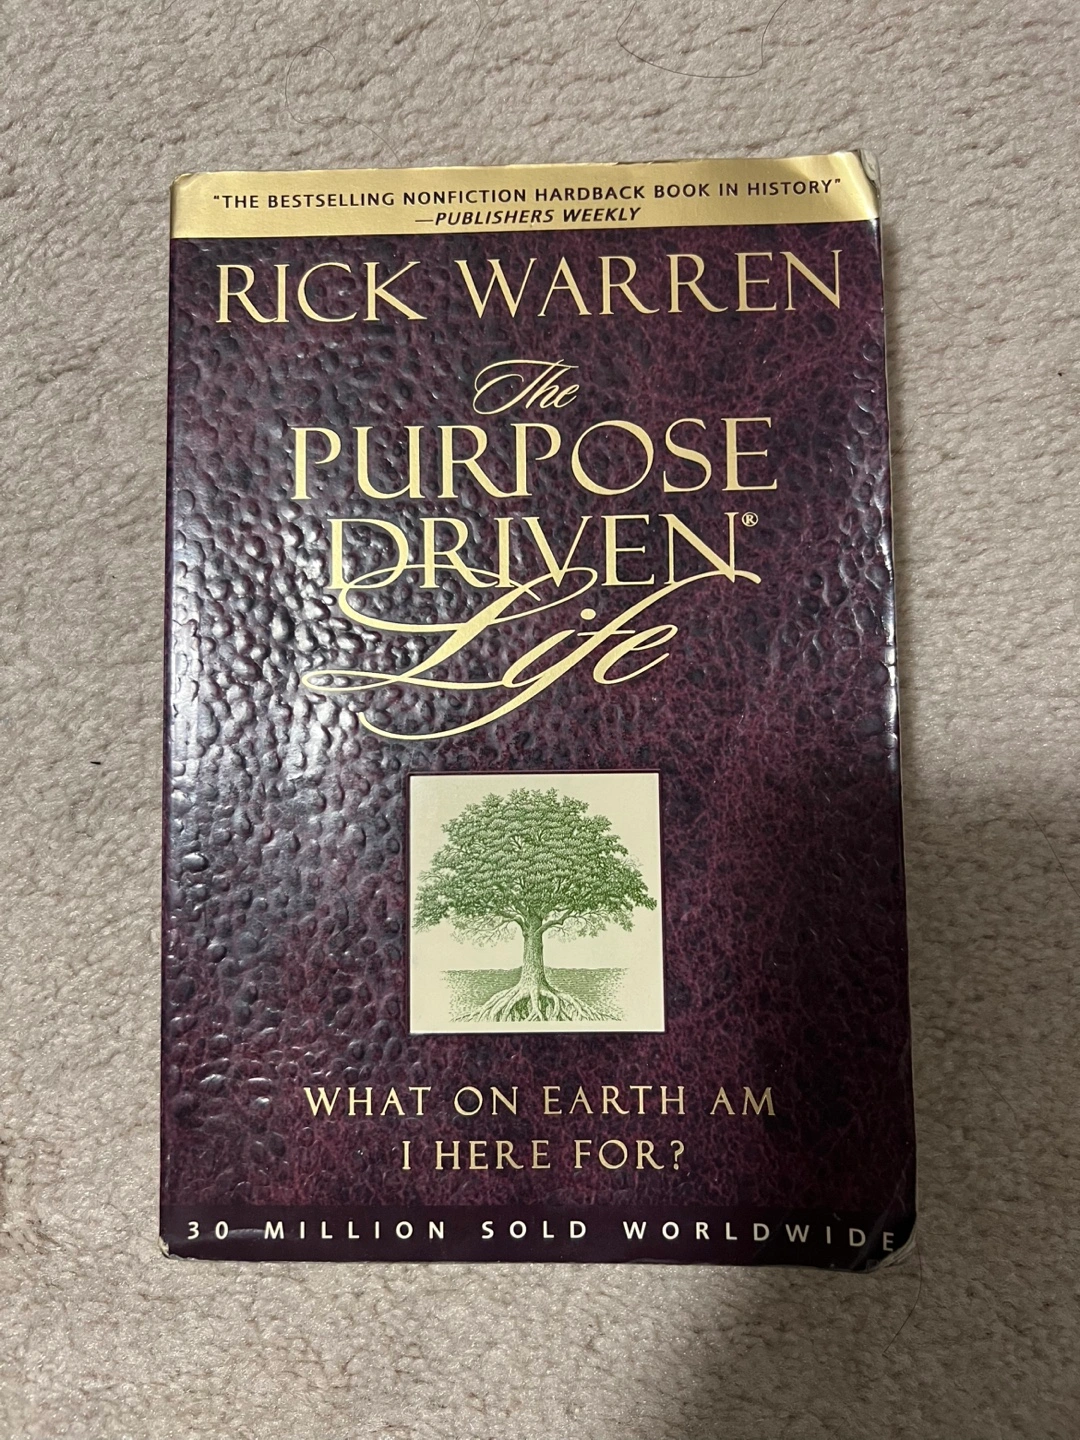 "THE BESTSELLING NONFICTION HARDBACK BOOK IN HISTORY"
—PUBLISHERS WEEKLY
RICK WARREN
The
PURPOSE
DRIVEN®
Life
WHAT ON EARTH AM
I HERE FOR?
30 MILLION SOLD WORLDWIDE